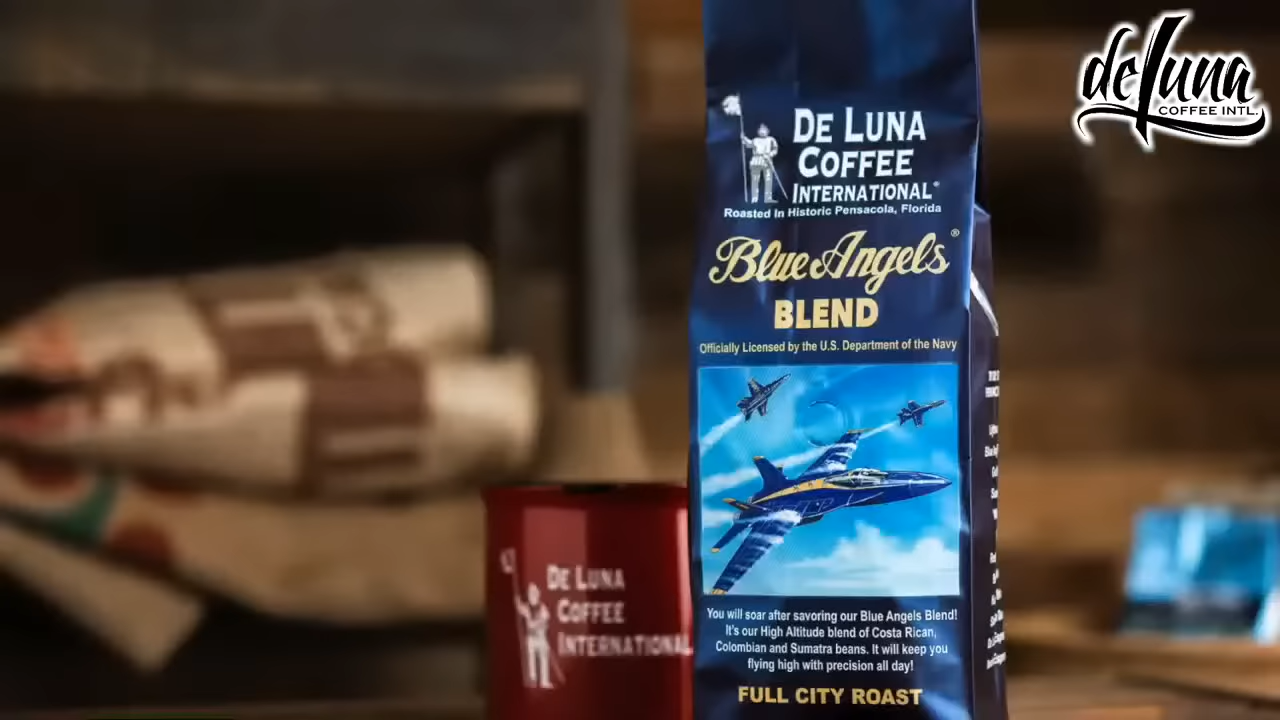 de Luna
COFFEE INTL.
DE LUNA
COFFEE
INTERNATIONAL®
Roasted in Historic Pensacola, Florida
Blue Angels®
BLEND
Officially Licensed by the U.S. Department of the Navy
You will soar after savoring our Blue Angels Blend!
It's our High Altitude blend of Costa Rican,
Colombian and Sumatra beans. It will keep you
flying high with precision all day!
FULL CITY ROAST
DE LUNA
COFFEE
INTERNATIONAL